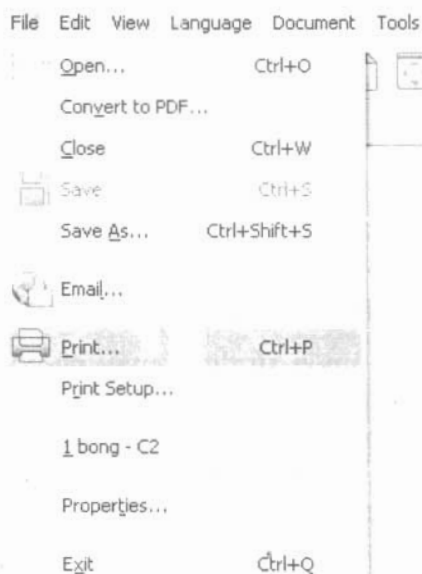 File Edit View Language Document Tools
Open... Ctrl+O
Convert to PDF...
Close Ctrl+W
Save Ctrl+S
Save As... Ctrl+Shift+S
Email...
Print... Ctrl+P
Print Setup...
1 bong - C2
Properties...
Exit Ctrl+Q